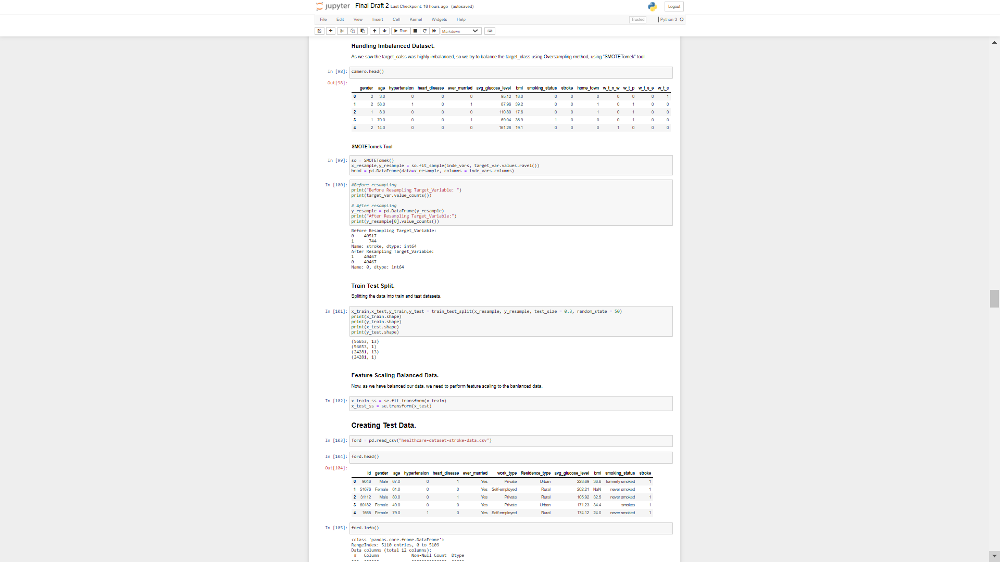 jupyter Final Draft 2 Last Checkpoint: 18 hours ago (autosaved) Logout
File Edit View Insert Cell Kernel Widgets Help Trusted Python 3
Run Markdown
Handling Imbalanced Dataset.
As we saw the target_calss was highly imbalanced, so we try to balance the target_class using Oversampling method, using "SMOTETomek" tool.
In [98]: camero.head()
Out[98]:
gender age hypertension heart_disease ever_married avg_glucose_level bmi smoking_status stroke home_town w_t_n_w w_t_p w_t_s_e w_t_c
0 2 3.0 0 0 0 95.12 18.0 0 0 0 0 0 0 1
1 2 58.0 1 0 1 87.96 39.2 0 0 1 0 1 0 0
2 1 8.0 0 0 0 110.89 17.6 0 0 1 0 1 0 0
3 1 70.0 0 0 1 69.04 35.9 1 0 0 0 1 0 0
4 2 14.0 0 0 0 161.28 19.1 0 0 0 1 0 0 0
SMOTETomek Tool
In [99]: so = SMOTETomek()
x_resample,y_resample = so.fit_sample(inde_vars, target_var.values.ravel())
brad = pd.DataFrame(data=x_resample, columns = inde_vars.columns)
In [100]: #Before resampling
print("Before Resampling Target_Variable: ")
print(target_var.value_counts())
# After resampling
y_resample = pd.DataFrame(y_resample)
print("After Resampling Target_Variable:")
print(y_resample[0].value_counts())
Before Resampling Target_Variable:
0 40517
1 744
Name: stroke, dtype: int64
After Resampling Target_Variable:
1 40467
0 40467
Name: 0, dtype: int64
Train Test Split.
Splitting the data into train and test datasets.
In [101]: x_train,x_test,y_train,y_test = train_test_split(x_resample, y_resample, test_size = 0.3, random_state = 50)
print(x_train.shape)
print(y_train.shape)
print(x_test.shape)
print(y_test.shape)
(56653, 13)
(56653, 1)
(24281, 13)
(24281, 1)
Feature Scaling Balanced Data.
Now, as we have balanced our data, we need to perform feature scaling to the banlanced data.
In [102]: x_train_ss = se.fit_transform(x_train)
x_test_ss = se.transform(x_test)
Creating Test Data.
In [103]: ford = pd.read_csv("healthcare-dataset-stroke-data.csv")
In [104]: ford.head()
Out[104]:
id gender age hypertension heart_disease ever_married work_type Residence_type avg_glucose_level bmi smoking_status stroke
0 9046 Male 67.0 0 1 Yes Private Urban 228.69 36.6 formerly smoked 1
1 51676 Female 61.0 0 0 Yes Self-employed Rural 202.21 NaN never smoked 1
2 31112 Male 80.0 0 1 Yes Private Rural 105.92 32.5 never smoked 1
3 60182 Female 49.0 0 0 Yes Private Urban 171.23 34.4 smokes 1
4 1665 Female 79.0 1 0 Yes Self-employed Rural 174.12 24.0 never smoked 1
In [105]: ford.info()
<class 'pandas.core.frame.DataFrame'>
RangeIndex: 5110 entries, 0 to 5109
Data columns (total 12 columns):
# Column Non-Null Count Dtype
--- ------ -------------- -----